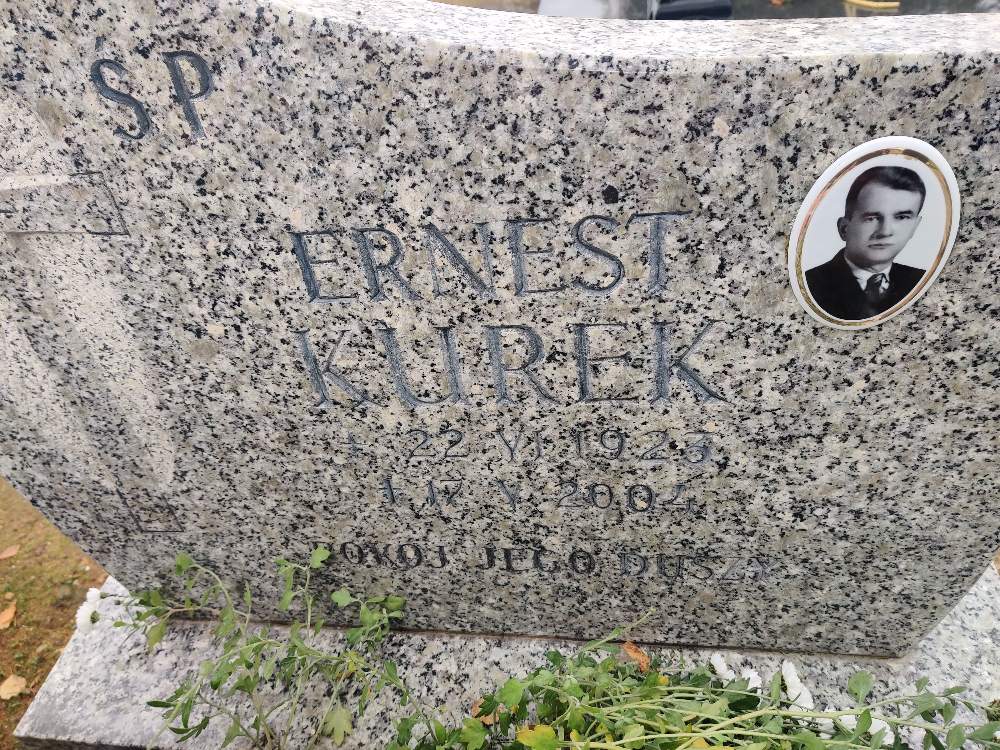 ŚP
ERNEST
KUREK
* 22 VI 1923
† 17 V 2004
POKÓJ JEGO DUSZY